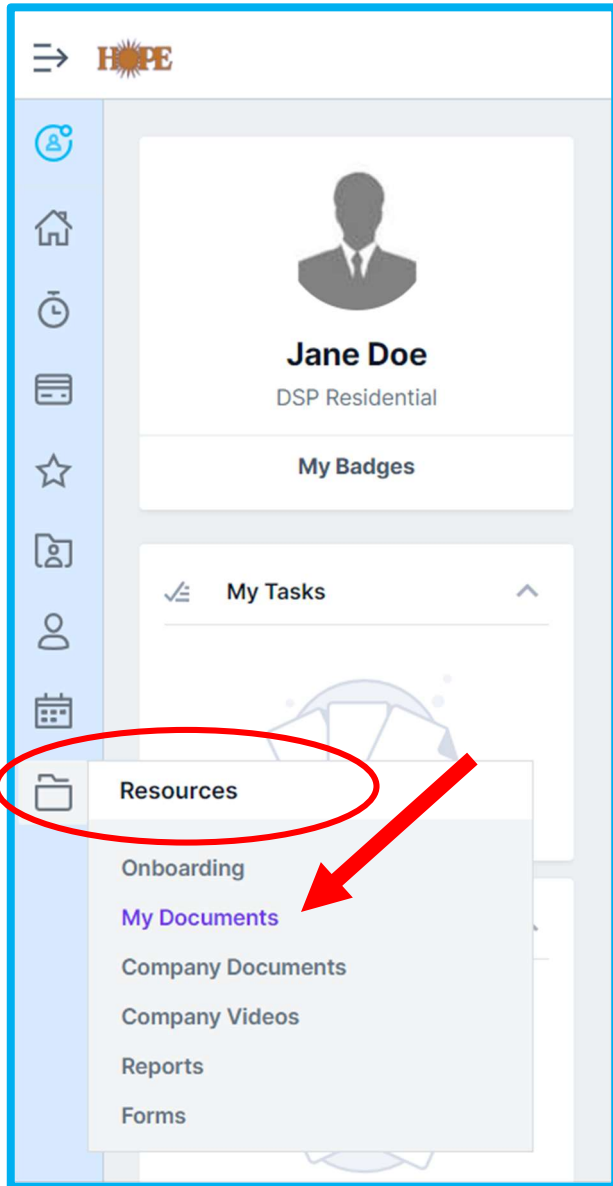 HOPE
Jane Doe
DSP Residential
My Badges
My Tasks
Resources
Onboarding
My Documents
Company Documents
Company Videos
Reports
Forms